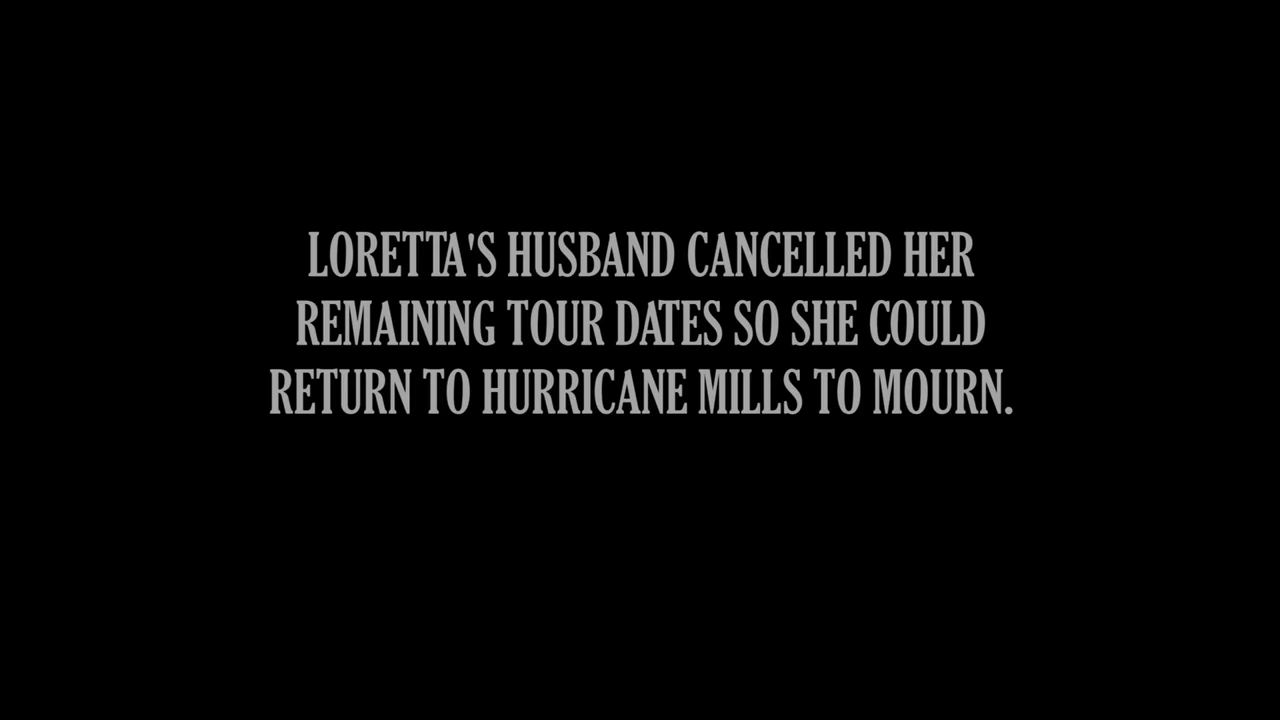 LORETTA'S HUSBAND CANCELLED HER
REMAINING TOUR DATES SO SHE COULD
RETURN TO HURRICANE MILLS TO MOURN.